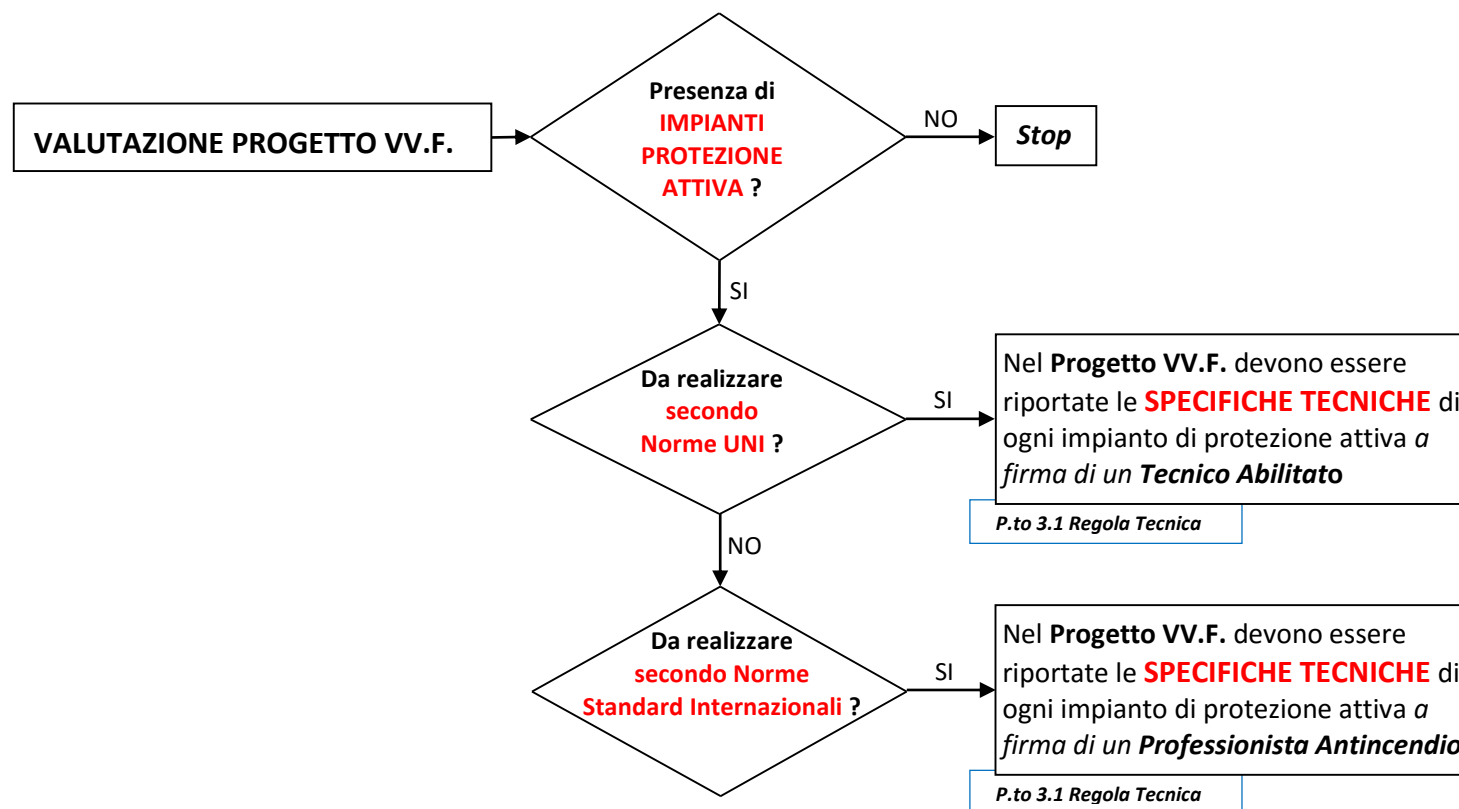 VALUTAZIONE PROGETTO VV.F.
Presenza di
IMPIANTI
PROTEZIONE
ATTIVA ?
NO
Stop
SI
Da realizzare
secondo
Norme UNI ?
SI
Nel Progetto VV.F. devono essere
riportate le SPECIFICHE TECNICHE di
ogni impianto di protezione attiva a
firma di un Tecnico Abilitato
P.to 3.1 Regola Tecnica
NO
Da realizzare
secondo Norme
Standard Internazionali ?
SI
Nel Progetto VV.F. devono essere
riportate le SPECIFICHE TECNICHE di
ogni impianto di protezione attiva a
firma di un Professionista Antincendio
P.to 3.1 Regola Tecnica